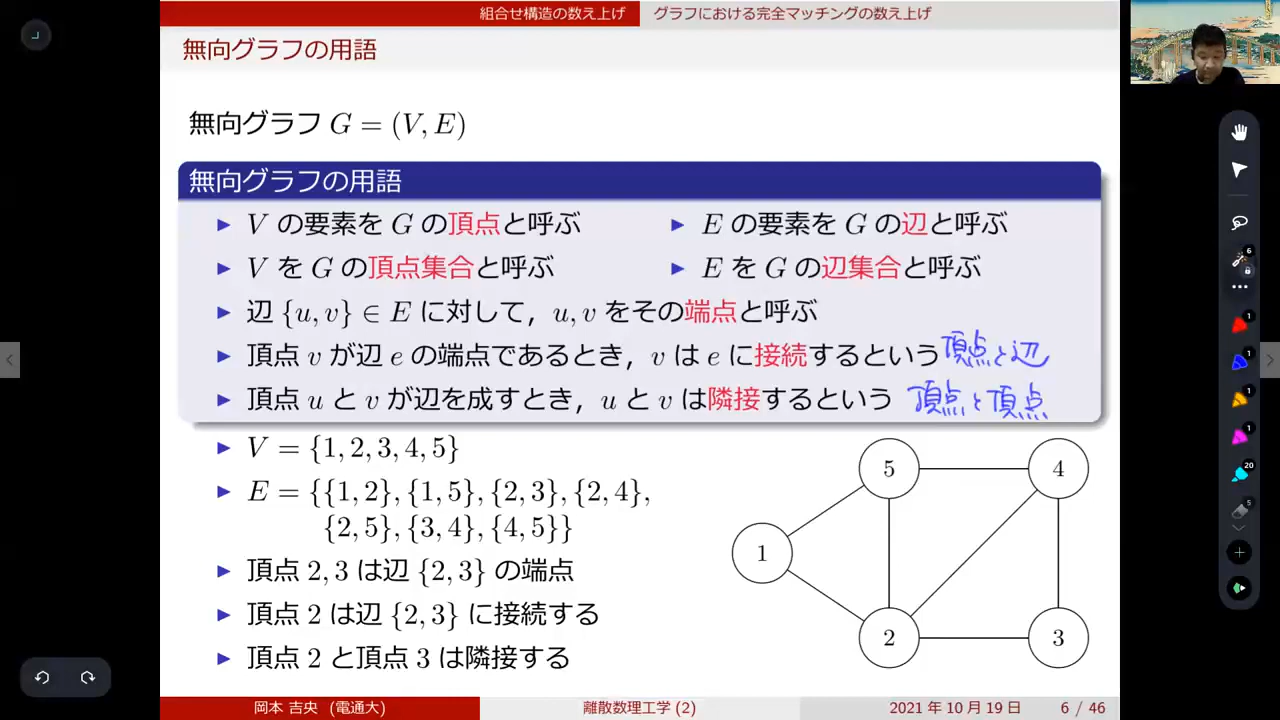 組合せ構造の数え上げ グラフにおける完全マッチングの数え上げ
無向グラフの用語
無向グラフ G = (V, E)
無向グラフの用語
▶ V の要素を G の頂点と呼ぶ ▶ E の要素を G の辺と呼ぶ
▶ V を G の頂点集合と呼ぶ ▶ E を G の辺集合と呼ぶ
▶ 辺 {u, v} ∈ E に対して，u, v をその端点と呼ぶ
▶ 頂点 v が辺 e の端点であるとき，v は e に接続するという 頂点と辺
▶ 頂点 u と v が辺を成すとき，u と v は隣接するという 頂点と頂点
▶ V = {1, 2, 3, 4, 5}
▶ E = {{1, 2}, {1, 5}, {2, 3}, {2, 4},
{2, 5}, {3, 4}, {4, 5}}
▶ 頂点 2, 3 は辺 {2, 3} の端点
▶ 頂点 2 は辺 {2, 3} に接続する
▶ 頂点 2 と頂点 3 は隣接する
5 4
1
2 3
6
1
1
1
1
20
5
岡本 吉央 (電通大) 離散数理工学 (2) 2021 年 10 月 19 日 6 / 46